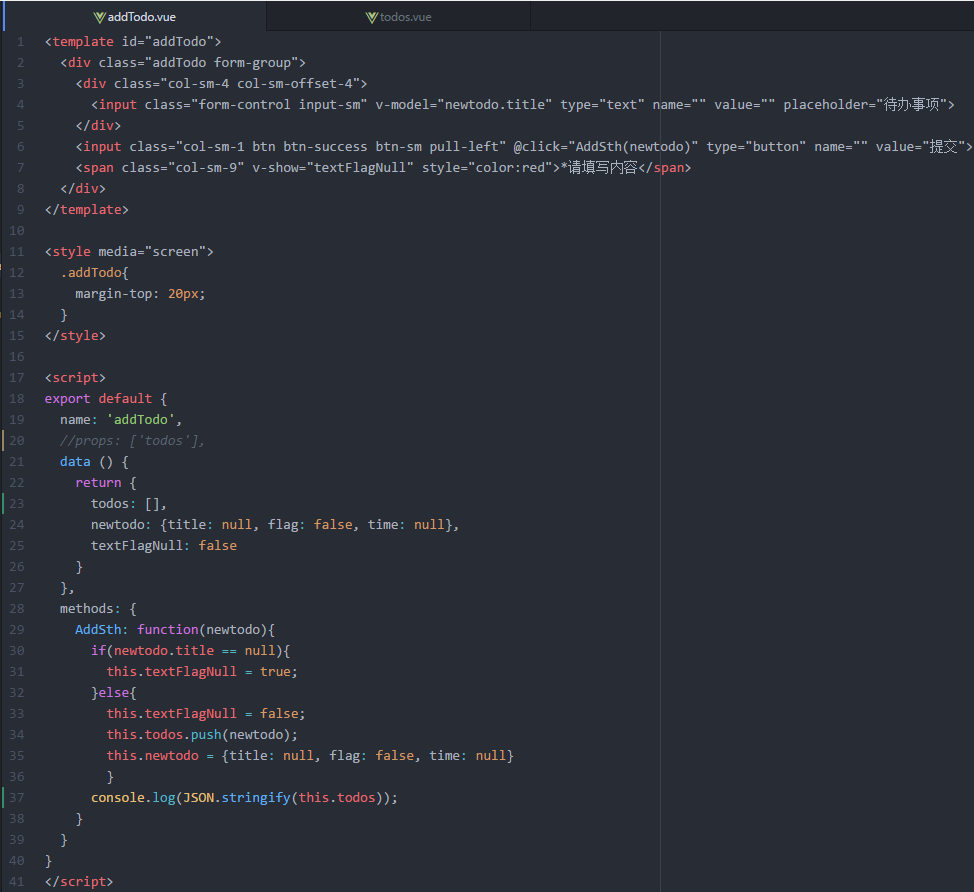 addTodo.vue
todos.vue
1 <template id="addTodo">
2 <div class="addTodo form-group">
3 <div class="col-sm-4 col-sm-offset-4">
4 <input class="form-control input-sm" v-model="newtodo.title" type="text" name="" value="" placeholder="待办事项">
5 </div>
6 <input class="col-sm-1 btn btn-success btn-sm pull-left" @click="AddSth(newtodo)" type="button" name="" value="提交">
7 <span class="col-sm-9" v-show="textFlagNull" style="color:red">*请填写内容</span>
8 </div>
9 </template>
10
11 <style media="screen">
12 .addTodo{
13 margin-top: 20px;
14 }
15 </style>
16
17 <script>
18 export default {
19 name: 'addTodo',
20 //props: ['todos'],
21 data () {
22 return {
23 todos: [],
24 newtodo: {title: null, flag: false, time: null},
25 textFlagNull: false
26 }
27 },
28 methods: {
29 AddSth: function(newtodo){
30 if(newtodo.title == null){
31 this.textFlagNull = true;
32 }else{
33 this.textFlagNull = false;
34 this.todos.push(newtodo);
35 this.newtodo = {title: null, flag: false, time: null}
36 }
37 console.log(JSON.stringify(this.todos));
38 }
39 }
40 }
41 </script>